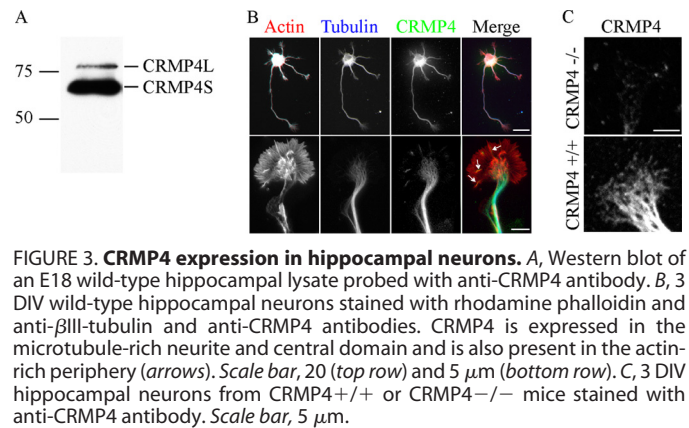 A
75
50
CRMP4L
CRMP4S
B
Actin Tubulin CRMP4 Merge
C
CRMP4
CRMP4 -/-
CRMP4 +/+
FIGURE 3. CRMP4 expression in hippocampal neurons. A, Western blot of
an E18 wild-type hippocampal lysate probed with anti-CRMP4 antibody. B, 3
DIV wild-type hippocampal neurons stained with rhodamine phalloidin and
anti-βIII-tubulin and anti-CRMP4 antibodies. CRMP4 is expressed in the
microtubule-rich neurite and central domain and is also present in the actin-
rich periphery (arrows). Scale bar, 20 (top row) and 5 μm (bottom row). C, 3 DIV
hippocampal neurons from CRMP4+/+ or CRMP4−/− mice stained with
anti-CRMP4 antibody. Scale bar, 5 μm.